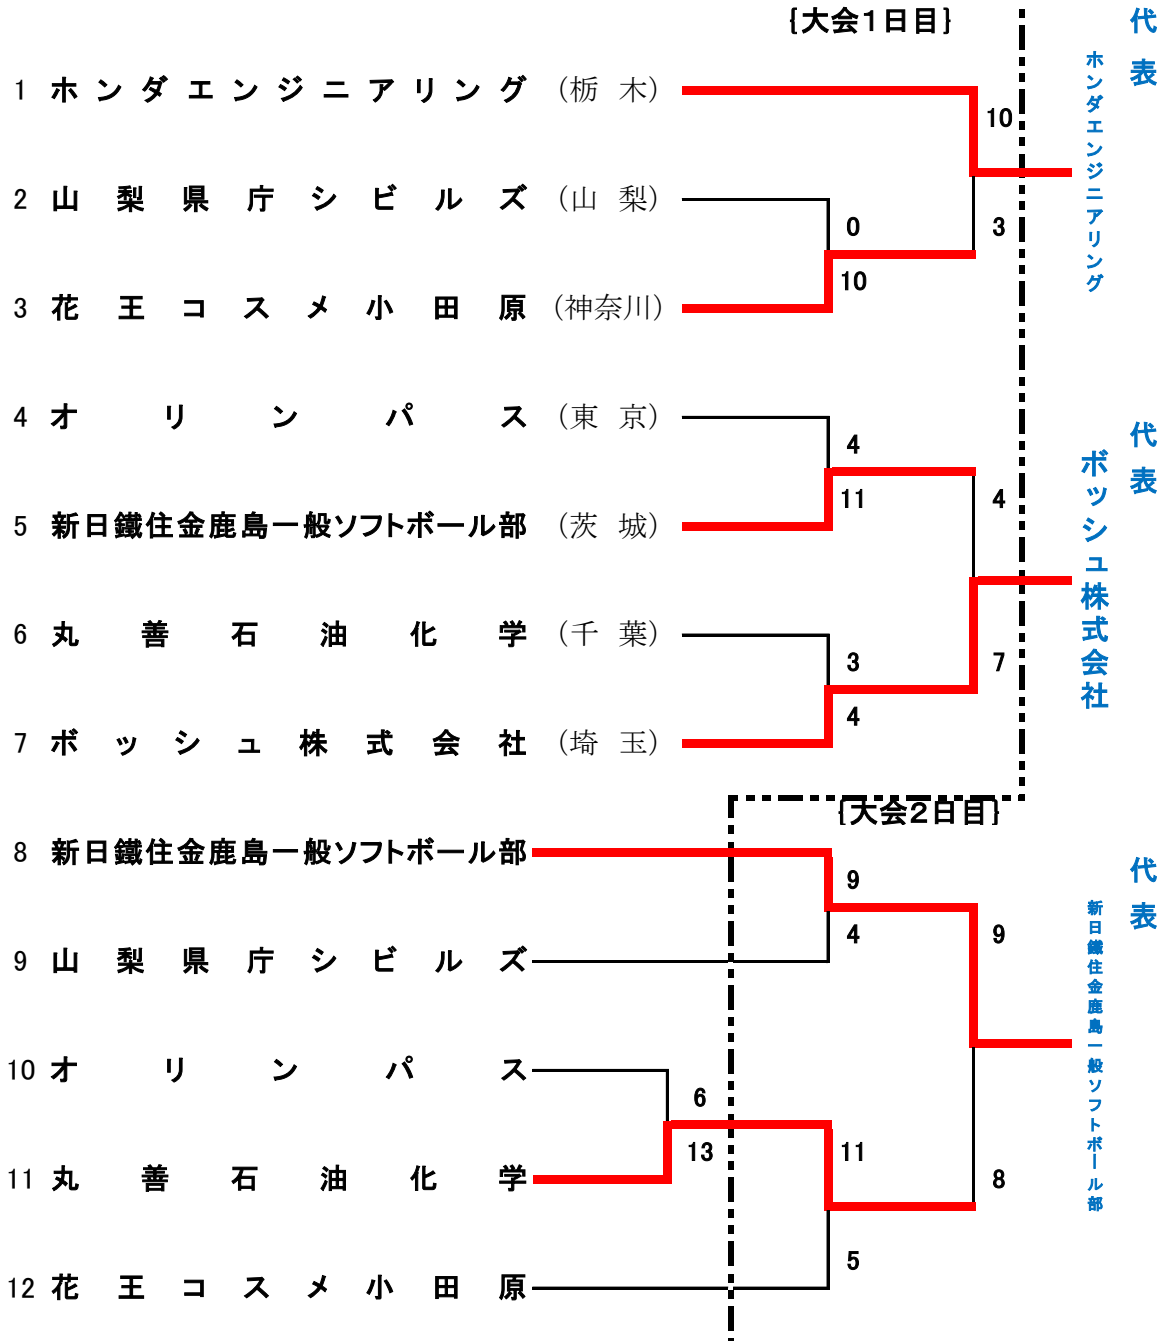 {大会1日目}
代表
ホンダエンジニアリング
1 ホンダエンジニアリング (栃 木)
10
2 山梨県庁シビルズ (山 梨)
0
3
10
3 花王コスメ小田原 (神奈川)
4 オリンパス (東 京)
代表
ボッシュ株式会社
4
11
4
5 新日鐵住金鹿島一般ソフトボール部 (茨 城)
6 丸善石油化学 (千 葉)
3
7
4
7 ボッシュ株式会社 (埼 玉)
{大会2日目}
8 新日鐵住金鹿島一般ソフトボール部
代表
新日鐵住金鹿島一般ソフトボール部
9
4
9
9 山梨県庁シビルズ
10 オリンパス
6
13
11
8
11 丸善石油化学
5
12 花王コスメ小田原